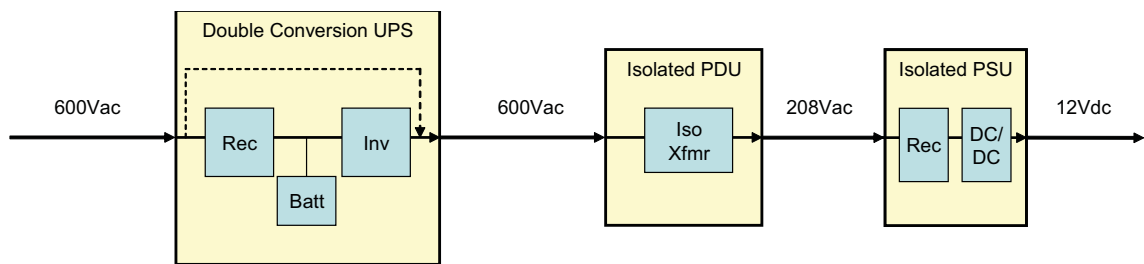 Double Conversion UPS
Isolated PDU
Isolated PSU
600Vac
600Vac
208Vac
12Vdc
Rec
Inv
Batt
Iso
Xfmr
Rec
DC/
DC